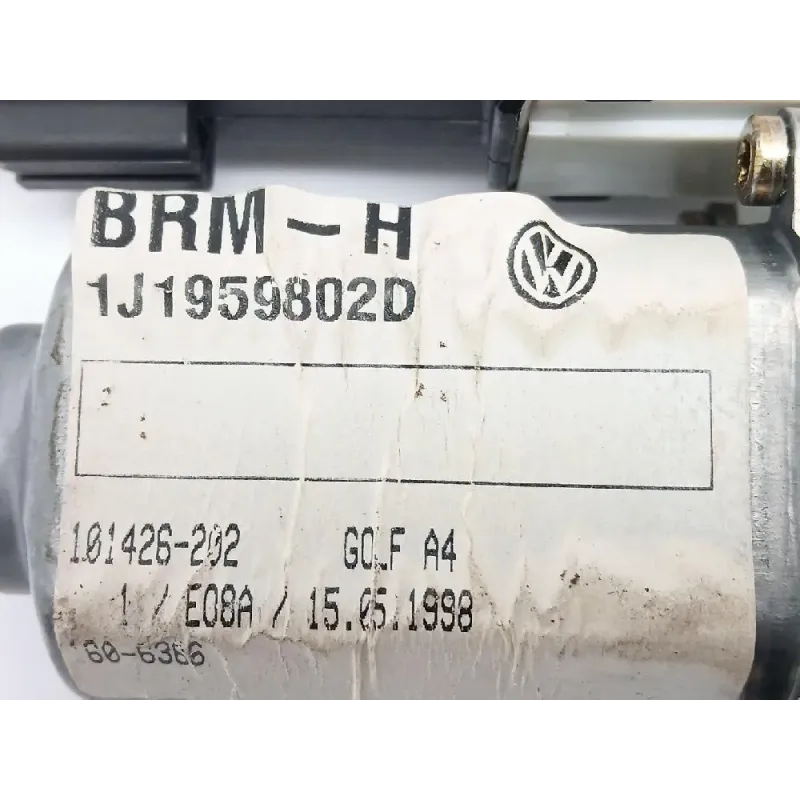 BRM-H
1J1959802D
101426-202 GOLF A4
1 / E08A / 15.05.1998
60-6366